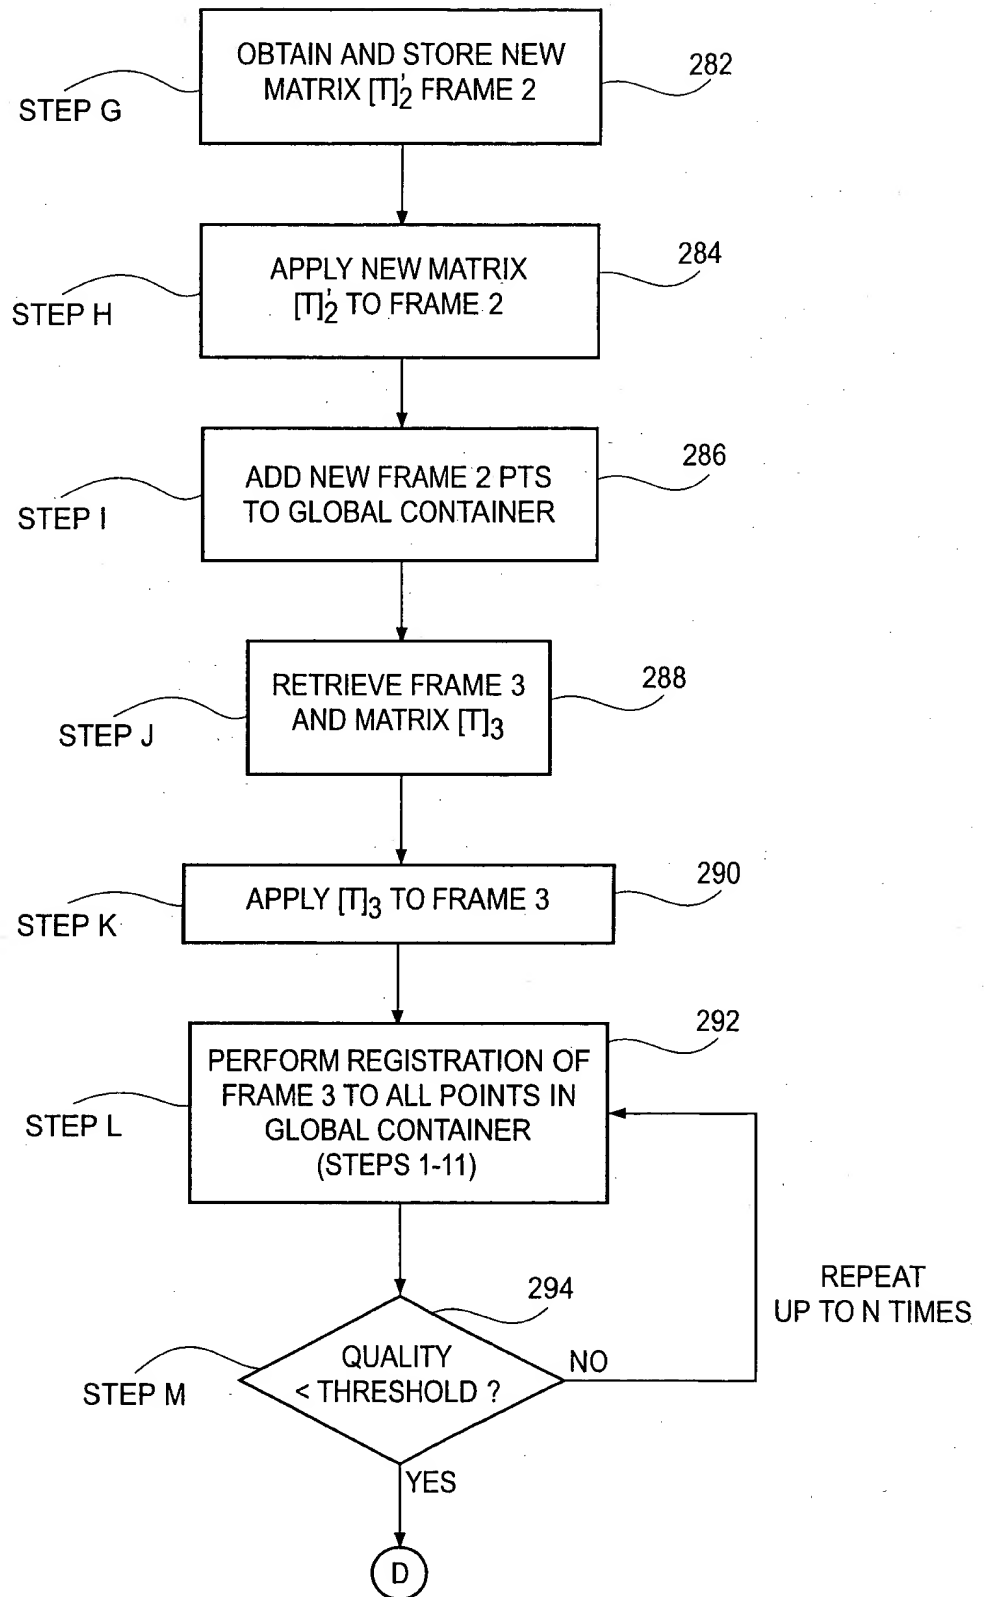 OBTAIN AND STORE NEW
MATRIX [T]'2 FRAME 2
282
STEP G
APPLY NEW MATRIX
[T]'2 TO FRAME 2
284
STEP H
ADD NEW FRAME 2 PTS
TO GLOBAL CONTAINER
286
STEP I
RETRIEVE FRAME 3
AND MATRIX [T]3
288
STEP J
APPLY [T]3 TO FRAME 3
290
STEP K
PERFORM REGISTRATION OF
FRAME 3 TO ALL POINTS IN
GLOBAL CONTAINER
(STEPS 1-11)
292
STEP L
REPEAT
UP TO N TIMES
294
QUALITY
< THRESHOLD ?
NO
STEP M
YES
D